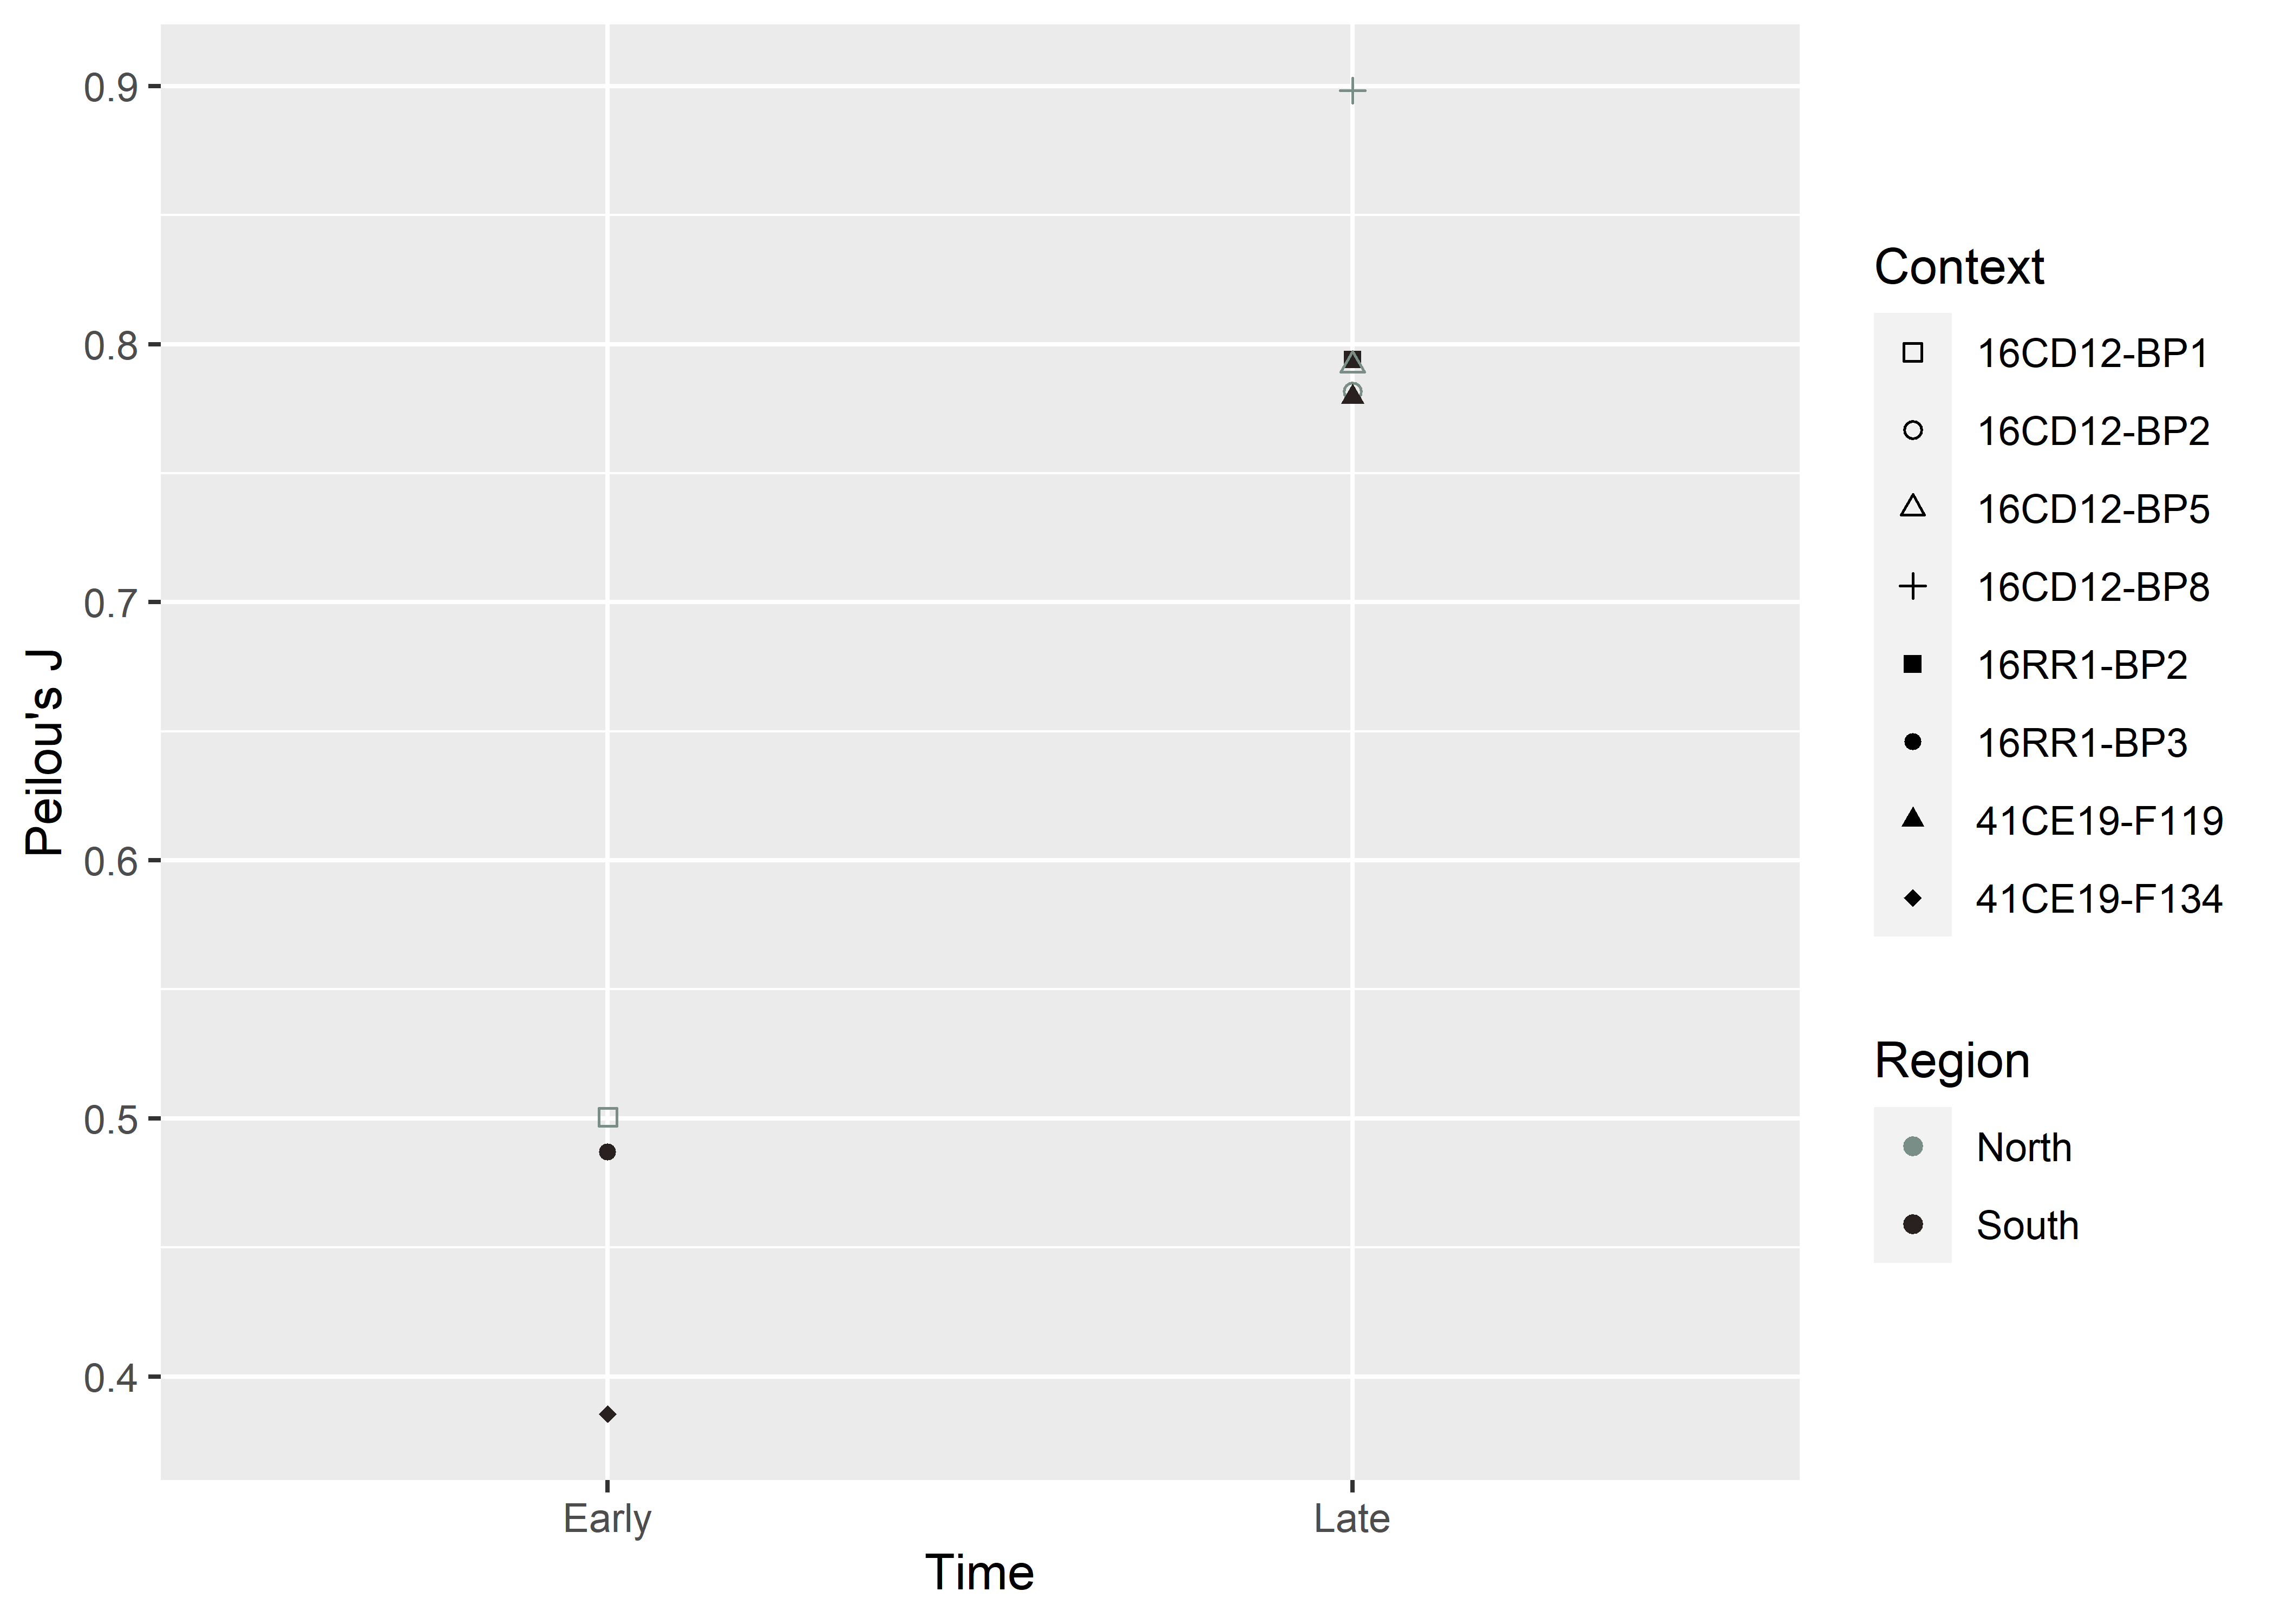 0.9
0.8
0.7
0.6
0.5
0.4
Peilou's J
Early
Late
Time
Context
16CD12-BP1
16CD12-BP2
16CD12-BP5
16CD12-BP8
16RR1-BP2
16RR1-BP3
41CE19-F119
41CE19-F134
Region
North
South